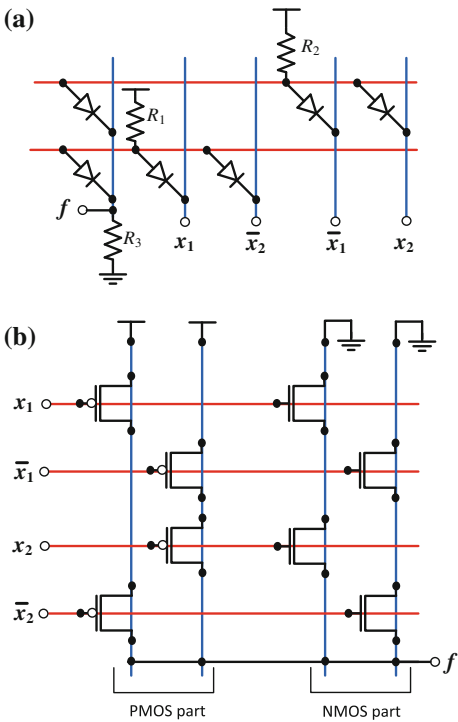 (a)
R₂
R₁
f
R₃
x₁
x̄₂
x̄₁
x₂
(b)
x₁
x̄₁
x₂
x̄₂
f
PMOS part
NMOS part